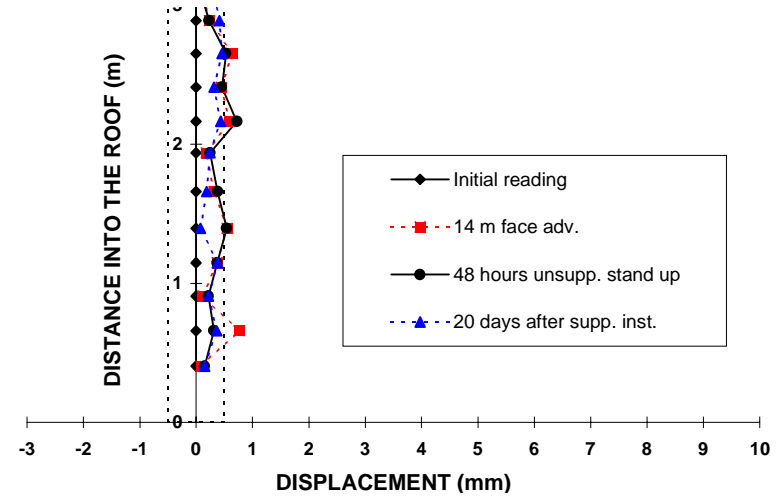 DISTANCE INTO THE ROOF (m)
2
1
0
Initial reading
14 m face adv.
48 hours unsupp. stand up
20 days after supp. inst.
-3 -2 -1 0 1 2 3 4 5 6 7 8 9 10
DISPLACEMENT (mm)